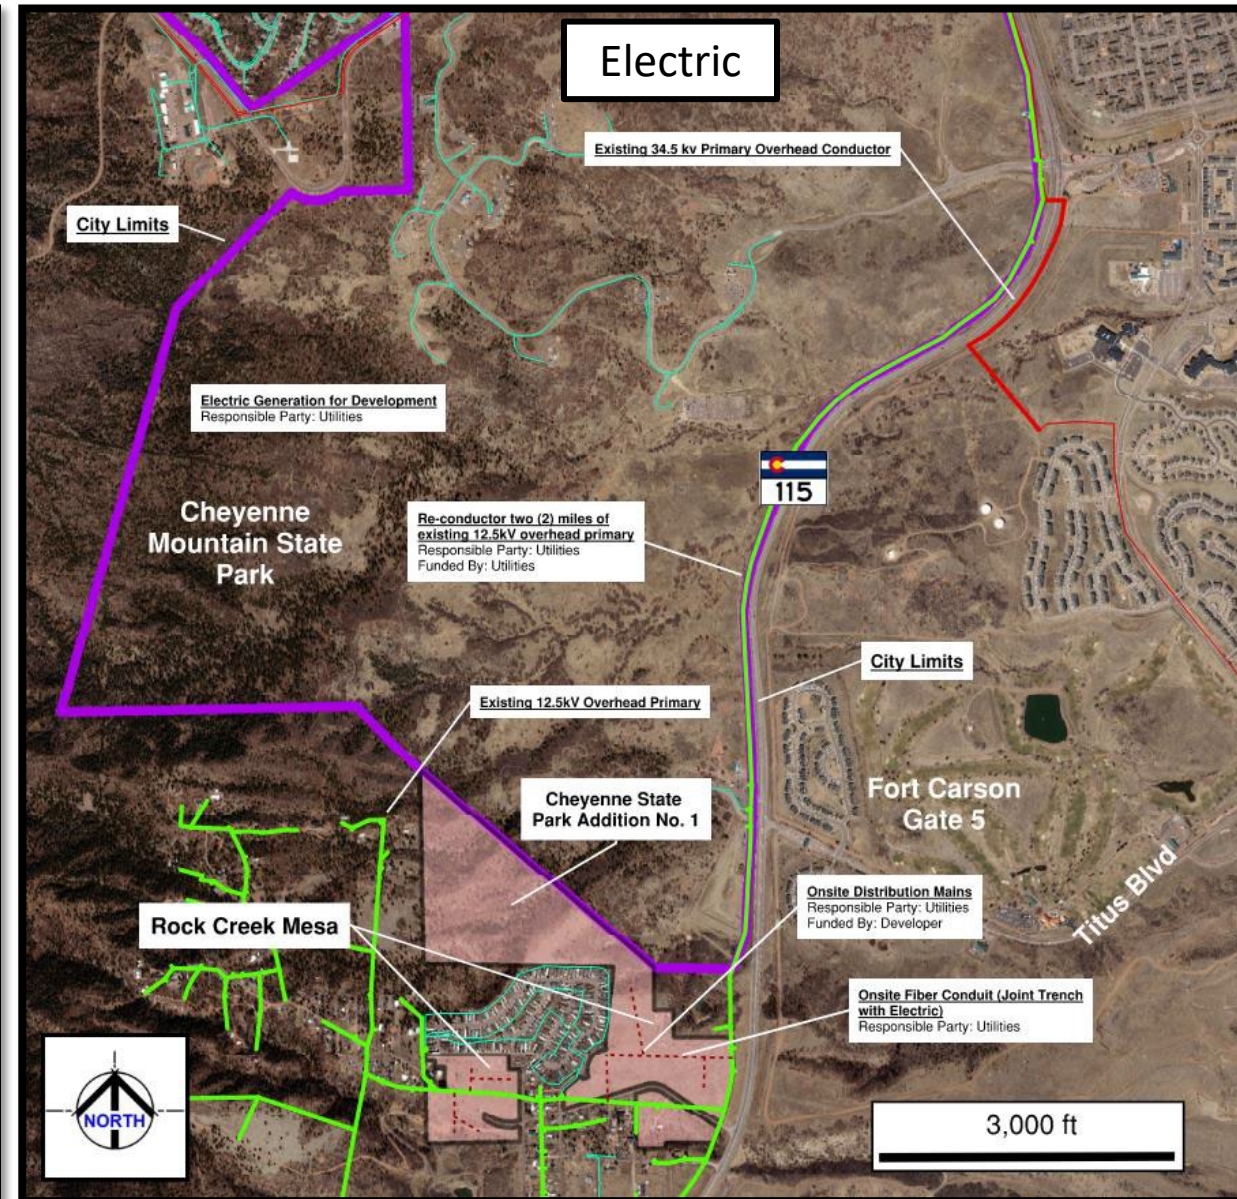 Electric
Existing 34.5 kv Primary Overhead Conductor
City Limits
Electric Generation for Development
Responsible Party: Utilities
115
Cheyenne
Mountain State
Park
Re-conductor two (2) miles of
existing 12.5kV overhead primary
Responsible Party: Utilities
Funded By: Utilities
City Limits
Existing 12.5kV Overhead Primary
Cheyenne State
Park Addition No. 1
Fort Carson
Gate 5
Titus Blvd
Onsite Distribution Mains
Responsible Party: Utilities
Funded By: Developer
Rock Creek Mesa
Onsite Fiber Conduit (Joint Trench
with Electric)
Responsible Party: Utilities
NORTH
3,000 ft